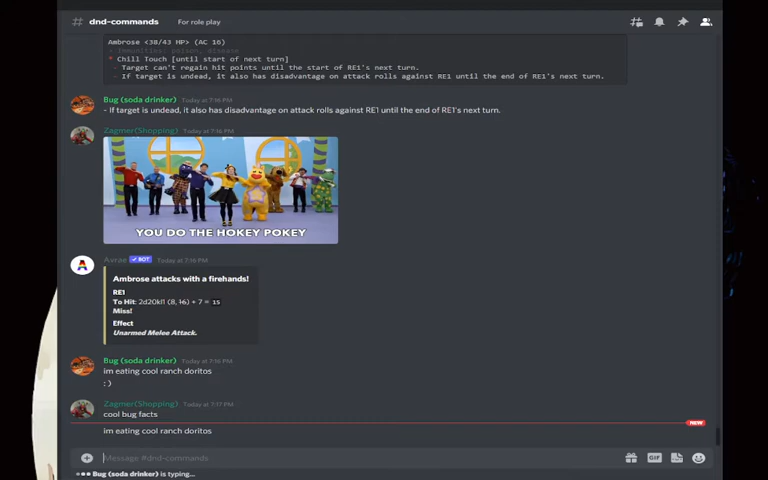 # dnd-commands For role play
Ambrose <38/43 HP> (AC 16)
* Chill Touch [until start of next turn]
- Target can't regain hit points until the start of RE1's next turn.
- If target is undead, it also has disadvantage on attack rolls against RE1 until the end of RE1's next turn.
Bug (soda drinker) Today at 7:16 PM
- If target is undead, it also has disadvantage on attack rolls against RE1 until the end of RE1's next turn.
Zagmer(Shopping) Today at 7:16 PM
YOU DO THE HOKEY POKEY
Avrae BOT Today at 7:16 PM
Ambrose attacks with a firehands!
RE1
To Hit: 2d20kl1 (8, 16) + 7 = 15
Miss!
Effect
Unarmed Melee Attack.
Bug (soda drinker) Today at 7:16 PM
im eating cool ranch doritos
: )
Zagmer(Shopping) Today at 7:17 PM
cool bug facts
NEW
im eating cool ranch doritos
Message #dnd-commands
GIF
Bug (soda drinker) is typing...